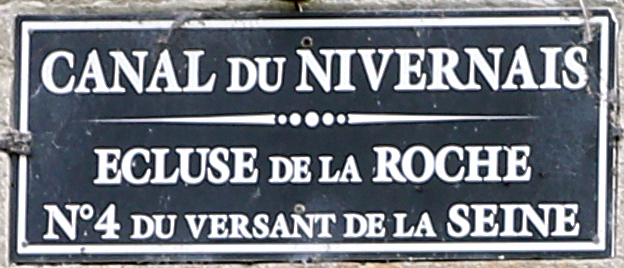 CANAL DU NIVERNAIS
ECLUSE DE LA ROCHE
N°4 DU VERSANT DE LA SEINE